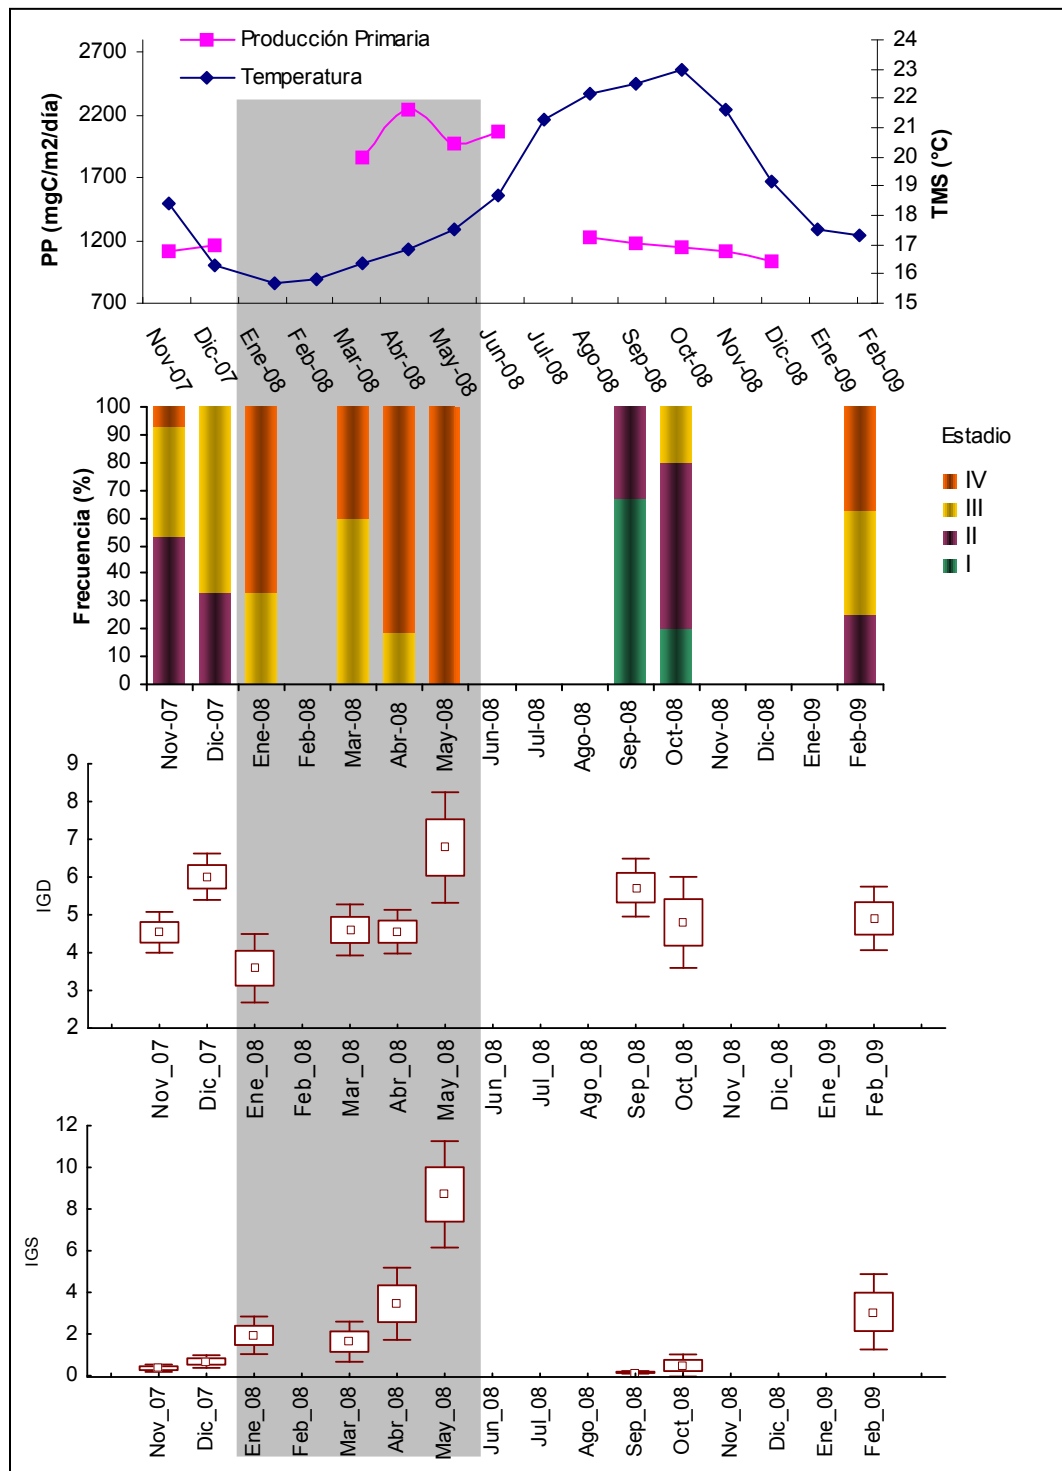 Producción Primaria
Temperatura
PP (mgC/m2/día)
2700
2200
1700
1200
700
TMS (°C)
24
23
22
21
20
19
18
17
16
15
Nov-07
Dic-07
Ene-08
Feb-08
Mar-08
Abr-08
May-08
Jun-08
Jul-08
Ago-08
Sep-08
Oct-08
Nov-08
Dic-08
Ene-09
Feb-09
Frecuencia (%)
100
90
80
70
60
50
40
30
20
10
0
Estadio
IV
III
II
I
Nov-07
Dic-07
Ene-08
Feb-08
Mar-08
Abr-08
May-08
Jun-08
Jul-08
Ago-08
Sep-08
Oct-08
Nov-08
Dic-08
Ene-09
Feb-09
IGD
9
8
7
6
5
4
3
2
Nov_07
Dic_07
Ene_08
Feb_08
Mar_08
Abr_08
May_08
Jun_08
Jul_08
Ago_08
Sep_08
Oct_08
Nov_08
Dic_08
Ene_09
Feb_09
IGS
12
10
8
6
4
2
0
Nov_07
Dic_07
Ene_08
Feb_08
Mar_08
Abr_08
May_08
Jun_08
Jul_08
Ago_08
Sep_08
Oct_08
Nov_08
Dic_08
Ene_09
Feb_09